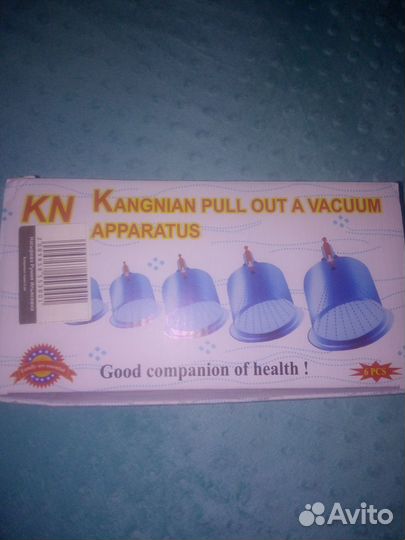 KN
KANGNIAN PULL OUT A VACUUM
APPARATUS
Good companion of health !
6 PCS
Avito